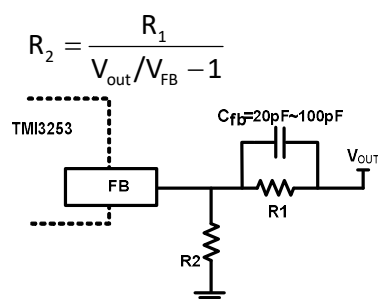 R₂ = R₁ / (Vout/VFB − 1)
Cfb=20pF~100pF
TMI3253
VOUT
FB
R1
R2